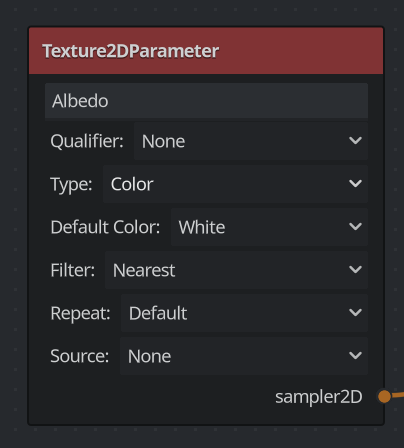 Texture2DParameter
Albedo
Qualifier: None
Type: Color
Default Color: White
Filter: Nearest
Repeat: Default
Source: None
sampler2D